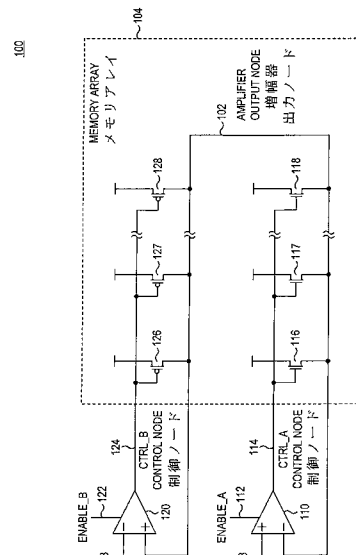 100
104
MEMORY ARRAY
メモリアレイ
128
127
126
102
AMPLIFIER
OUTPUT NODE
増幅器
出力ノード
118
117
116
124
CTRL_B
CONTROL NODE
制御ノード
ENABLE_B
122
120
B
114
CTRL_A
CONTROL NODE
制御ノード
ENABLE_A
112
110
B